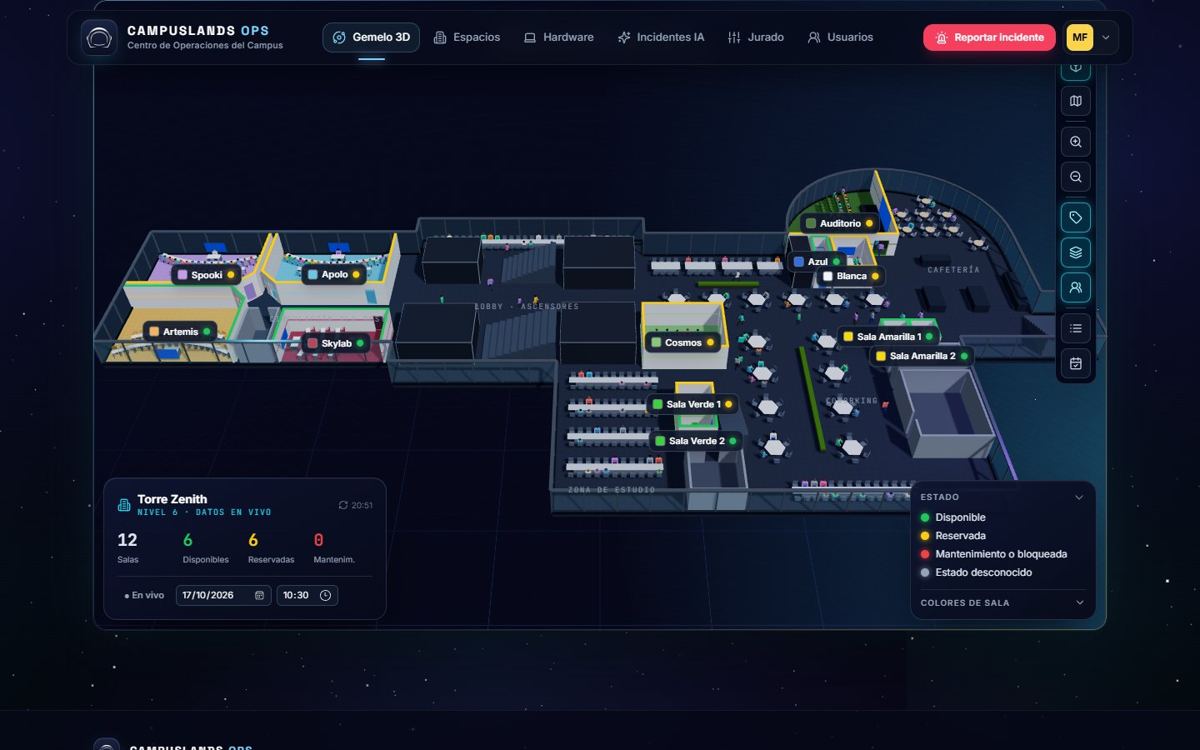 CAMPUSLANDS OPS
Centro de Operaciones del Campus
Gemelo 3D
Espacios
Hardware
Incidentes IA
Jurado
Usuarios
Reportar incidente
MF
Auditorio
Azul
Blanca
CAFETERÍA
Spooki
Apolo
LOBBY · ASCENSORES
Artemis
Skylab
Cosmos
Sala Amarilla 1
Sala Amarilla 2
COWORKING
Sala Verde 1
Sala Verde 2
ZONA DE ESTUDIO
Torre Zenith
NIVEL 6 · DATOS EN VIVO
20:51
12 6 6 0
Salas Disponibles Reservadas Mantenim.
En vivo 17/10/2026 10:30
ESTADO
Disponible
Reservada
Mantenimiento o bloqueada
Estado desconocido
COLORES DE SALA
CAMPUSLANDS OPS